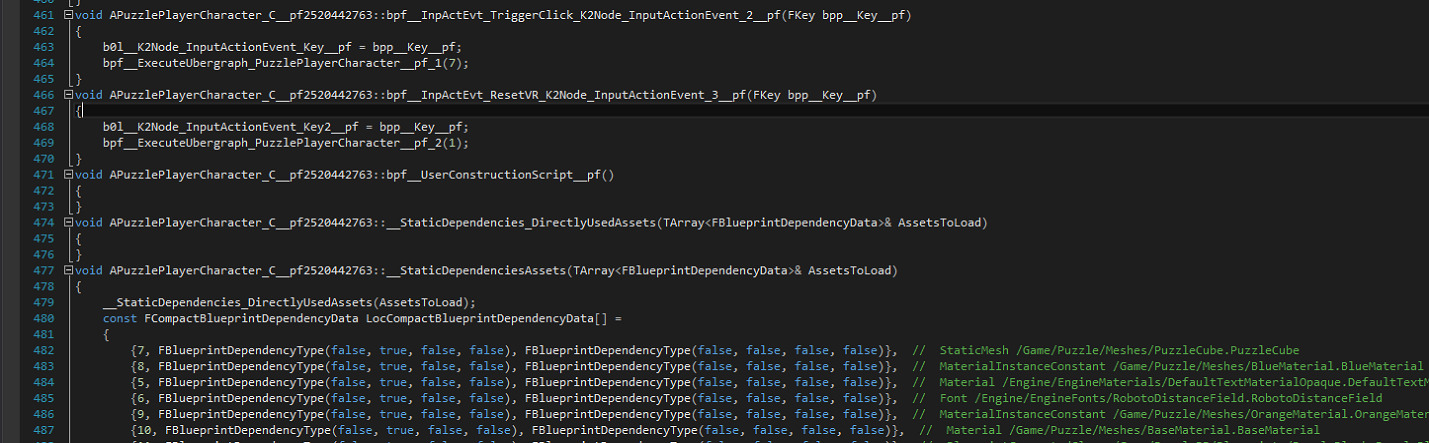 461 void APuzzlePlayerCharacter_C__pf2520442763::bpf__InpActEvt_TriggerClick_K2Node_InputActionEvent_2__pf(FKey bpp__Key__pf)
462 {
463 b0l__K2Node_InputActionEvent_Key__pf = bpp__Key__pf;
464 bpf__ExecuteUbergraph_PuzzlePlayerCharacter__pf_1(7);
465 }
466 void APuzzlePlayerCharacter_C__pf2520442763::bpf__InpActEvt_ResetVR_K2Node_InputActionEvent_3__pf(FKey bpp__Key__pf)
467 {
468 b0l__K2Node_InputActionEvent_Key2__pf = bpp__Key__pf;
469 bpf__ExecuteUbergraph_PuzzlePlayerCharacter__pf_2(1);
470 }
471 void APuzzlePlayerCharacter_C__pf2520442763::bpf__UserConstructionScript__pf()
472 {
473 }
474 void APuzzlePlayerCharacter_C__pf2520442763::__StaticDependencies_DirectlyUsedAssets(TArray<FBlueprintDependencyData>& AssetsToLoad)
475 {
476 }
477 void APuzzlePlayerCharacter_C__pf2520442763::__StaticDependenciesAssets(TArray<FBlueprintDependencyData>& AssetsToLoad)
478 {
479 __StaticDependencies_DirectlyUsedAssets(AssetsToLoad);
480 const FCompactBlueprintDependencyData LocCompactBlueprintDependencyData[] =
481 {
482 {7, FBlueprintDependencyType(false, true, false, false), FBlueprintDependencyType(false, false, false, false)}, // StaticMesh /Game/Puzzle/Meshes/PuzzleCube.PuzzleCube
483 {8, FBlueprintDependencyType(false, true, false, false), FBlueprintDependencyType(false, false, false, false)}, // MaterialInstanceConstant /Game/Puzzle/Meshes/BlueMaterial.BlueMaterial
484 {5, FBlueprintDependencyType(false, true, false, false), FBlueprintDependencyType(false, false, false, false)}, // Material /Engine/EngineMaterials/DefaultTextMaterialOpaque.DefaultTextM
485 {6, FBlueprintDependencyType(false, true, false, false), FBlueprintDependencyType(false, false, false, false)}, // Font /Engine/EngineFonts/RobotoDistanceField.RobotoDistanceField
486 {9, FBlueprintDependencyType(false, true, false, false), FBlueprintDependencyType(false, false, false, false)}, // MaterialInstanceConstant /Game/Puzzle/Meshes/OrangeMaterial.OrangeMater
487 {10, FBlueprintDependencyType(false, true, false, false), FBlueprintDependencyType(false, false, false, false)}, // Material /Game/Puzzle/Meshes/BaseMaterial.BaseMaterial